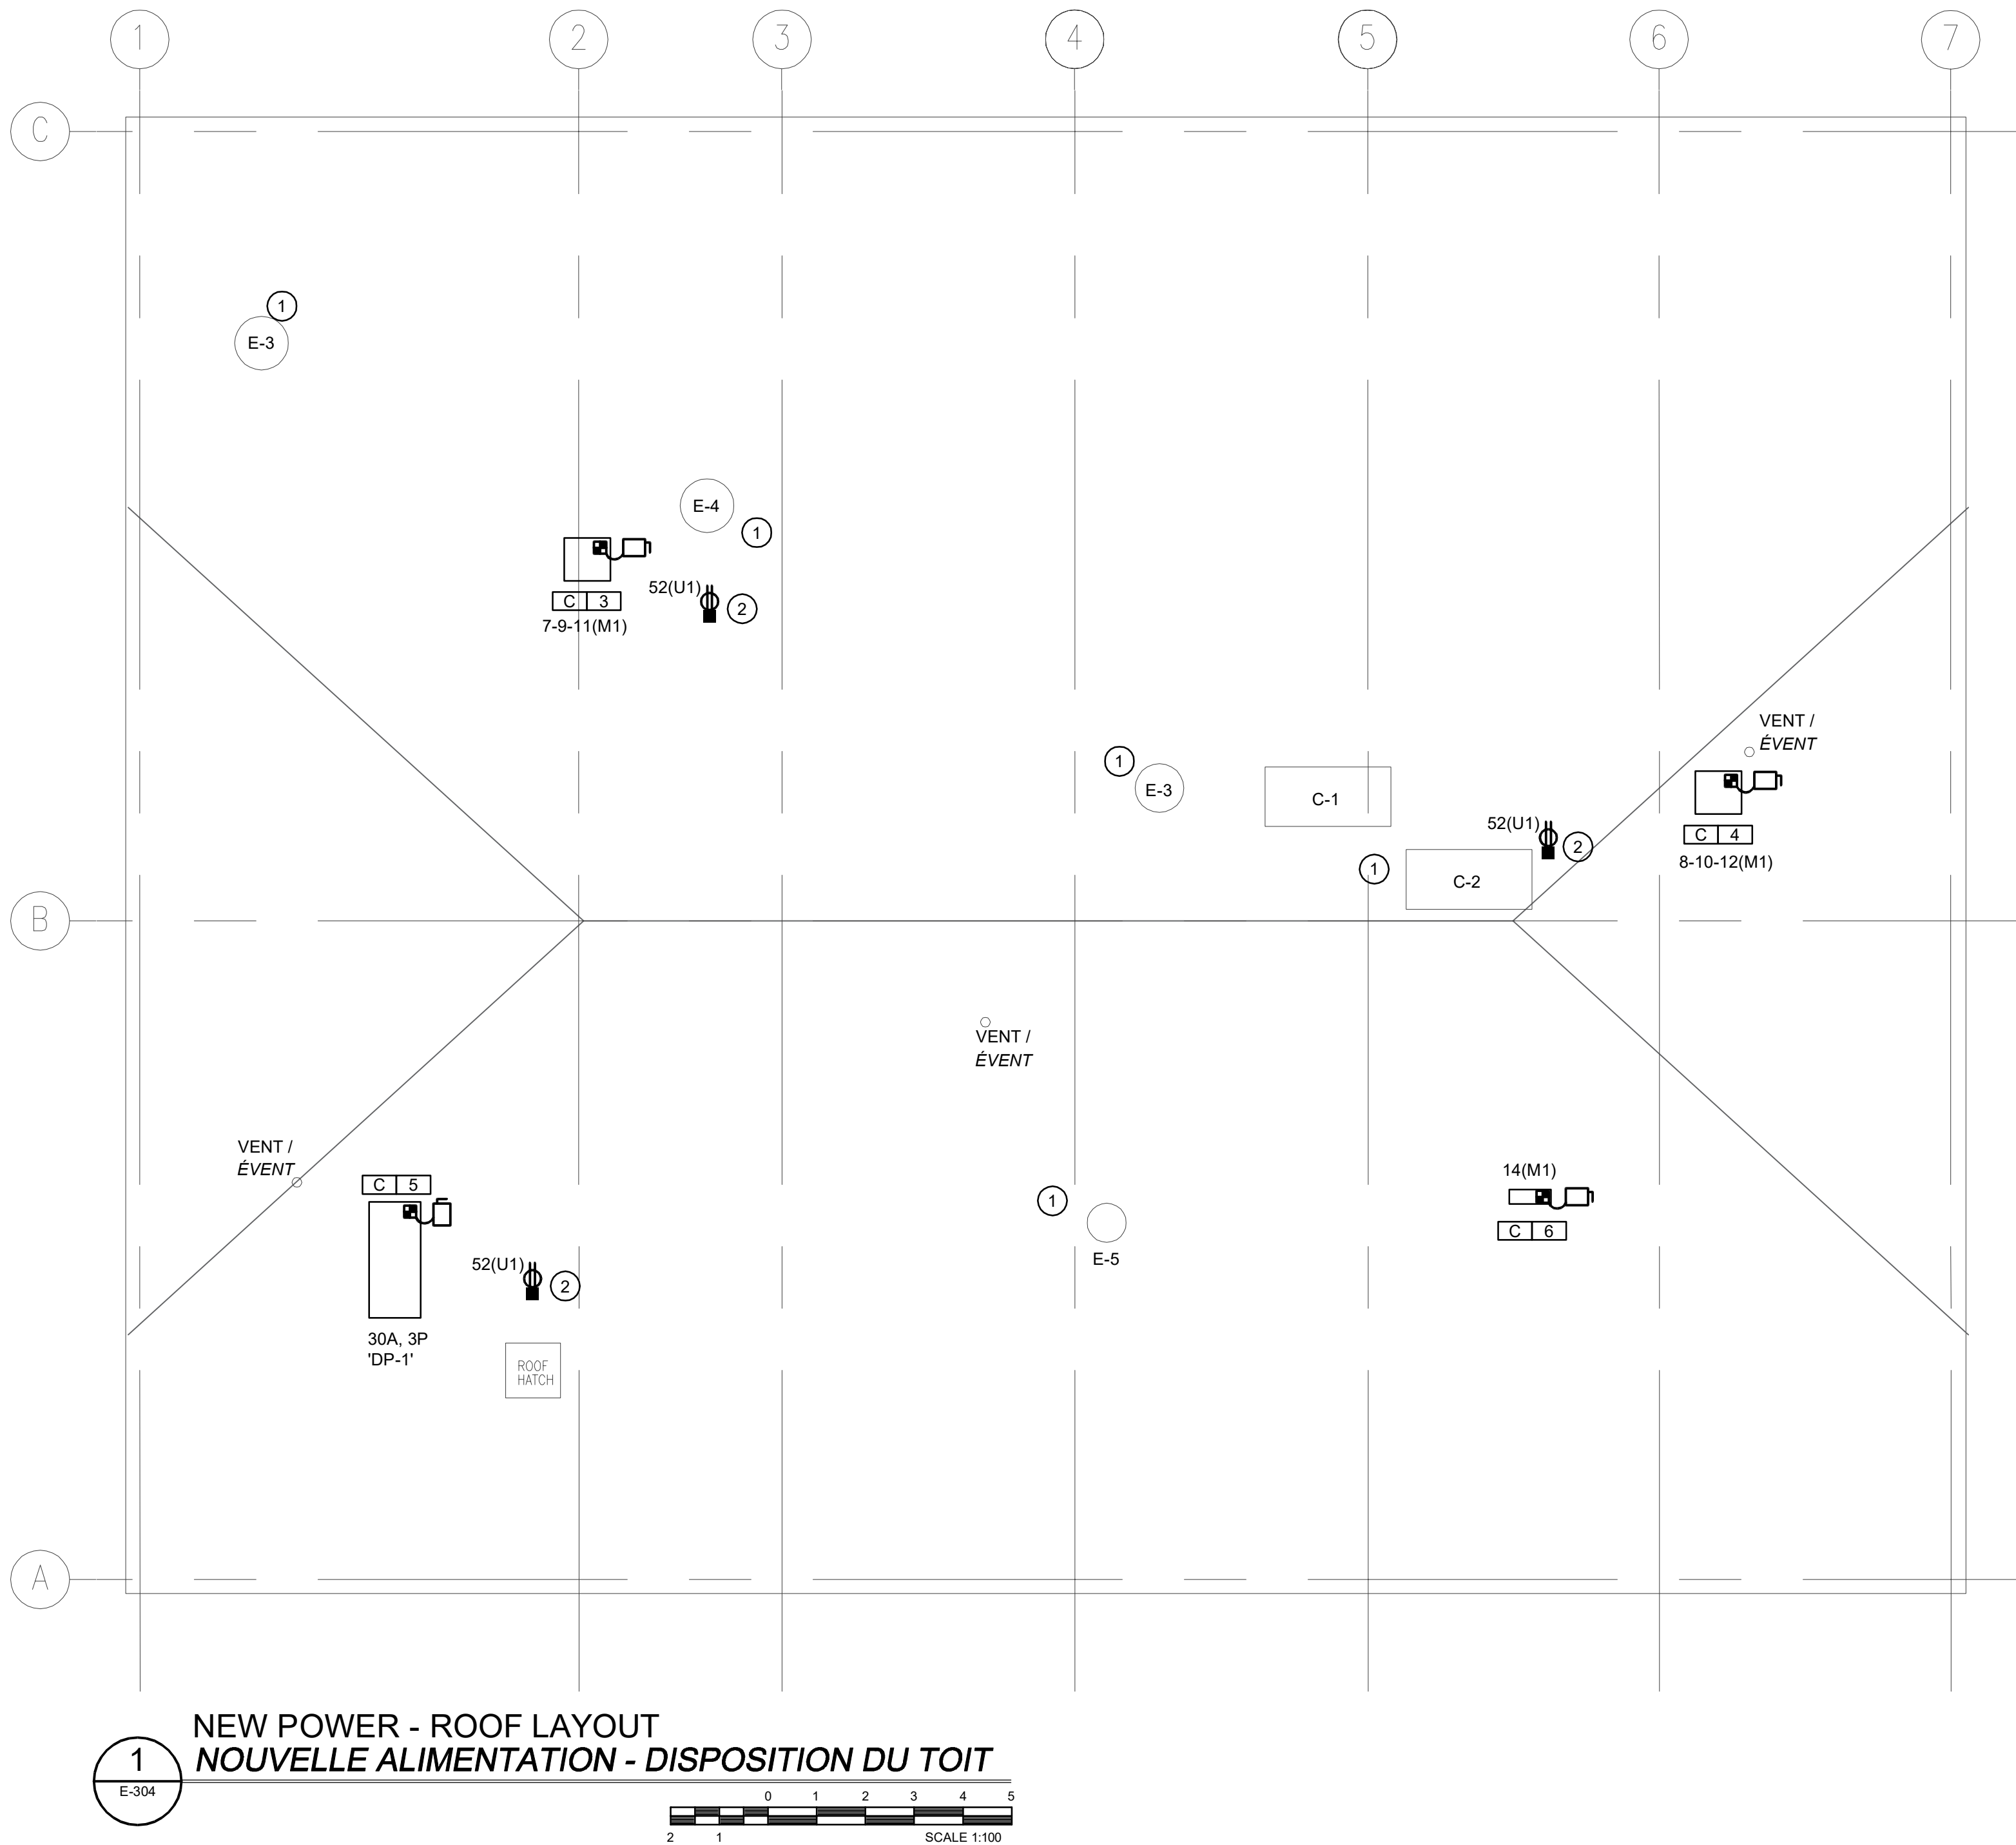 1 2 3 4 5 6 7
C
1
E-3
E-4
1
C 3
7-9-11(M1)
52(U1)
2
VENT /
ÉVENT
1
E-3
C-1
52(U1)
2
C 4
8-10-12(M1)
1
C-2
B
VENT /
ÉVENT
VENT /
ÉVENT
C 5
14(M1)
1
C 6
E-5
52(U1)
2
30A, 3P
'DP-1'
ROOF
HATCH
A
NEW POWER - ROOF LAYOUT
NOUVELLE ALIMENTATION - DISPOSITION DU TOIT
1
E-304
0 1 2 3 4 5
2 1
SCALE 1:100